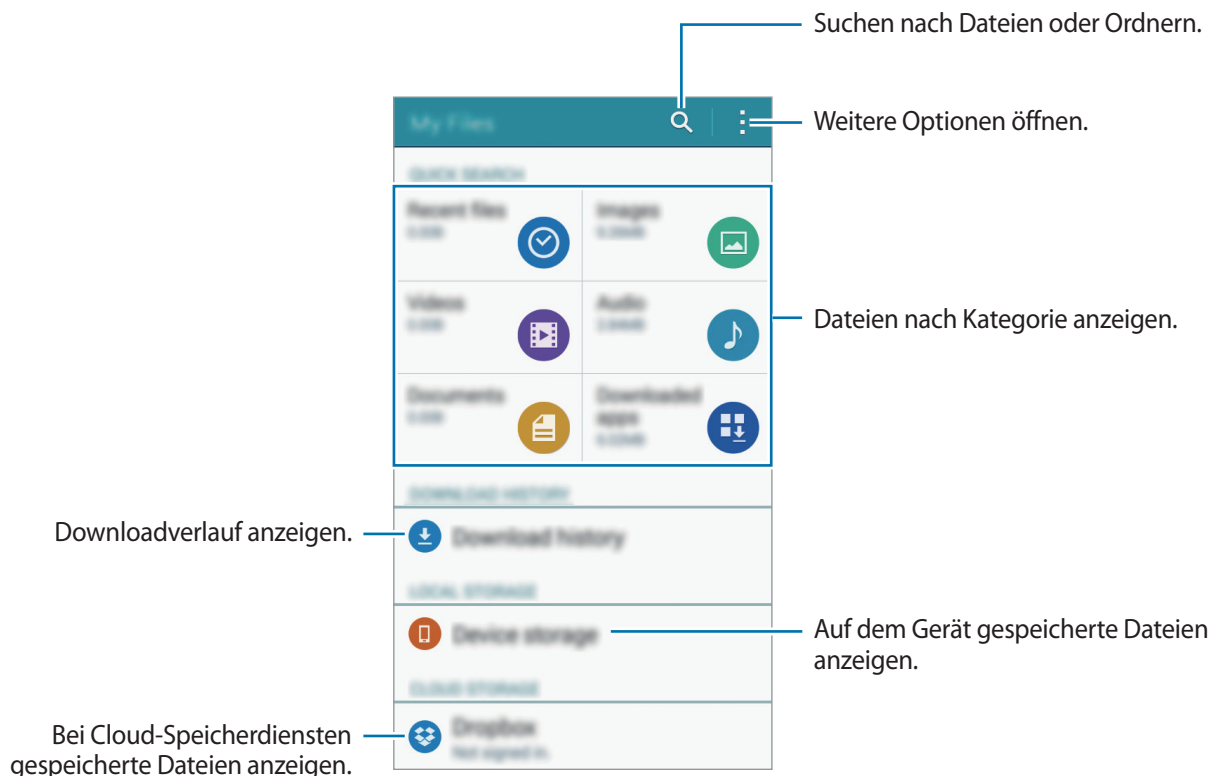 Suchen nach Dateien oder Ordnern.
My Files
Weitere Optionen öffnen.
QUICK SEARCH
Recent files
Images
Videos
Audio
Dateien nach Kategorie anzeigen.
Documents
Downloaded
apps
DOWNLOAD HISTORY
Downloadverlauf anzeigen.
Download history
LOCAL STORAGE
Device storage
Auf dem Gerät gespeicherte Dateien
anzeigen.
CLOUD STORAGE
Bei Cloud-Speicherdiensten
gespeicherte Dateien anzeigen.
Dropbox
Not signed in.